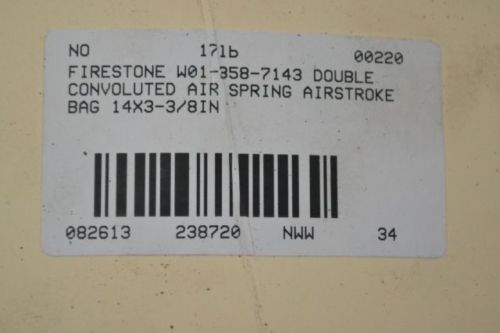 NO 17lb 00220
FIRESTONE W01-358-7143 DOUBLE
CONVOLUTED AIR SPRING AIRSTROKE
BAG 14X3-3/8IN
082613 238720 NWW 34